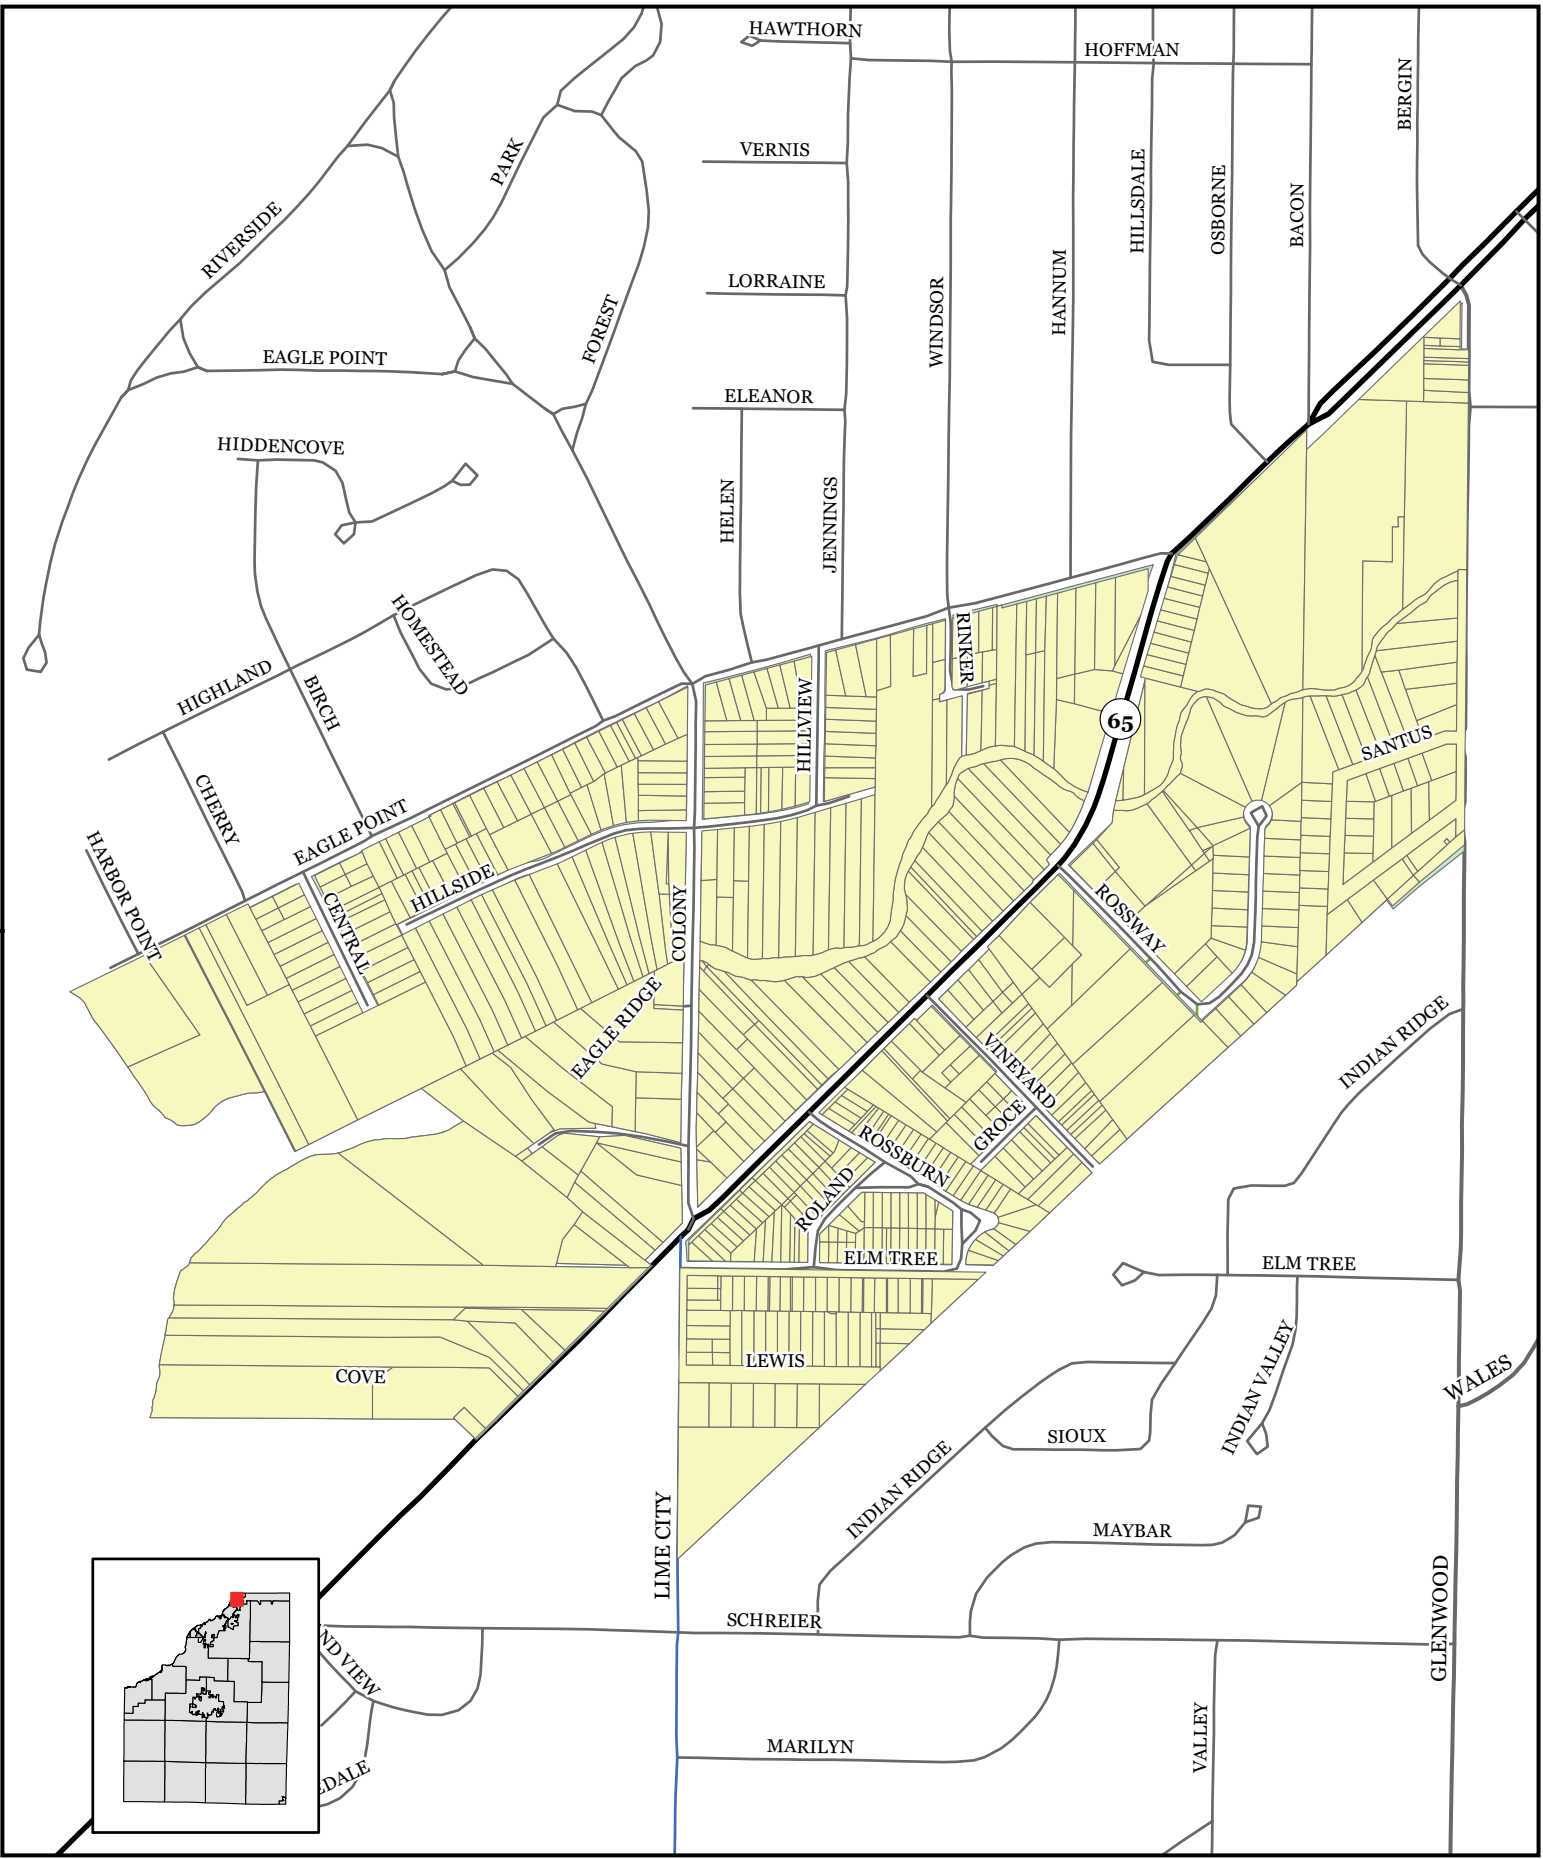 HAWTHORN
HOFFMAN
BERGIN
VERNIS
PARK
HILLSDALE
OSBORNE
BACON
RIVERSIDE
LORRAINE
WINDSOR
HANNUM
FOREST
EAGLE POINT
ELEANOR
HIDDENCOVE
HELEN
JENNINGS
HOMESTEAD
RINKER
HIGHLAND
BIRCH
HILLVIEW
65
SANTUS
CHERRY
EAGLE POINT
HARBOR POINT
HILLSIDE
CENTRAL
COLONY
ROSSWAY
EAGLE RIDGE
INDIAN RIDGE
VINEYARD
GROCE
ROSSBURN
ROLAND
ELM TREE
ELM TREE
LEWIS
COVE
INDIAN VALLEY
WALES
SIOUX
INDIAN RIDGE
LIME CITY
MAYBAR
GLENWOOD
SCHREIER
ND VIEW
VALLEY
MARILYN
EDALE